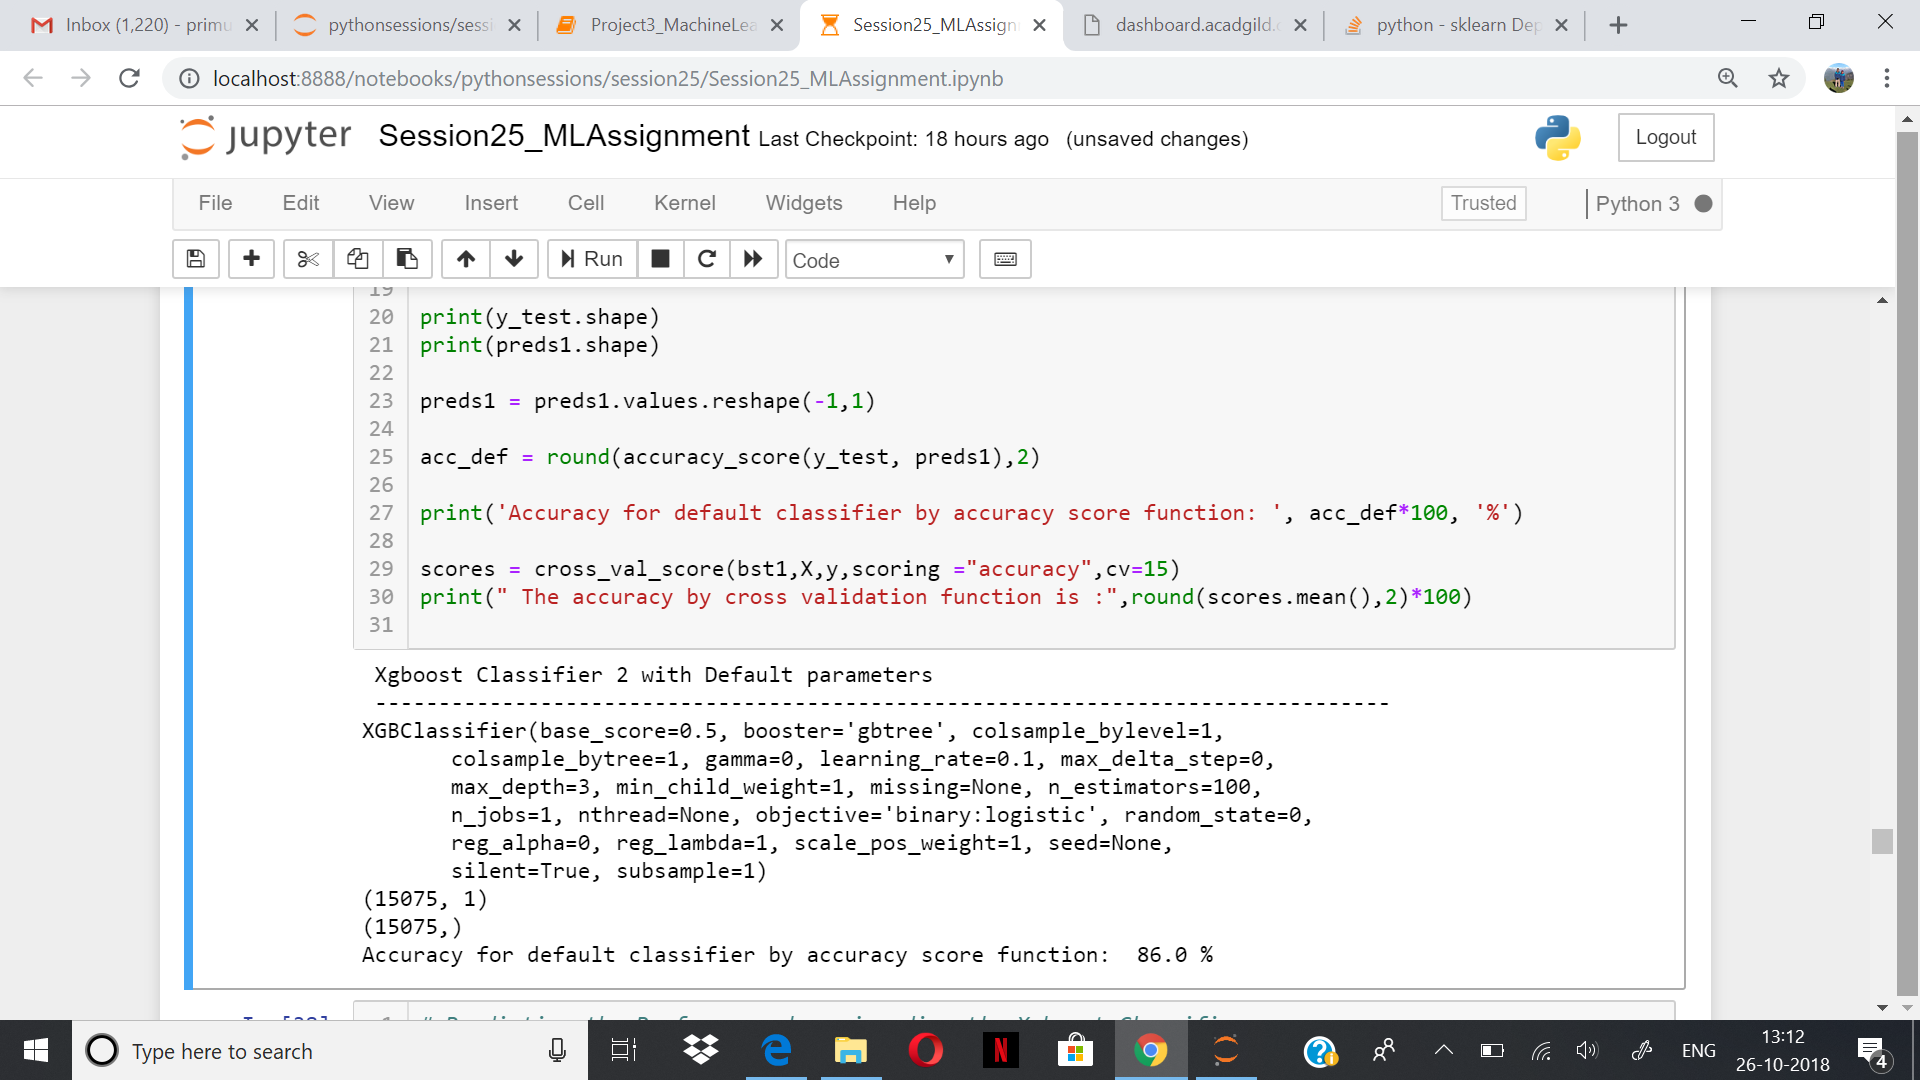 Inbox (1,220) - primu
pythonsessions/sessi
Project3_MachineLea
Session25_MLAssign
dashboard.acadgild.c
python - sklearn Dep
localhost:8888/notebooks/pythonsessions/session25/Session25_MLAssignment.ipynb
jupyter Session25_MLAssignment Last Checkpoint: 18 hours ago (unsaved changes)
Logout
File Edit View Insert Cell Kernel Widgets Help
Trusted
Python 3
Run
Code
19
20 print(y_test.shape)
21 print(preds1.shape)
22
23 preds1 = preds1.values.reshape(-1,1)
24
25 acc_def = round(accuracy_score(y_test, preds1),2)
26
27 print('Accuracy for default classifier by accuracy score function: ', acc_def*100, '%')
28
29 scores = cross_val_score(bst1,X,y,scoring ="accuracy",cv=15)
30 print(" The accuracy by cross validation function is :",round(scores.mean(),2)*100)
31
Xgboost Classifier 2 with Default parameters
--------------------------------------------------------------------------------
XGBClassifier(base_score=0.5, booster='gbtree', colsample_bylevel=1,
colsample_bytree=1, gamma=0, learning_rate=0.1, max_delta_step=0,
max_depth=3, min_child_weight=1, missing=None, n_estimators=100,
n_jobs=1, nthread=None, objective='binary:logistic', random_state=0,
reg_alpha=0, reg_lambda=1, scale_pos_weight=1, seed=None,
silent=True, subsample=1)
(15075, 1)
(15075,)
Accuracy for default classifier by accuracy score function:  86.0 %
Type here to search
ENG
13:12
26-10-2018
4